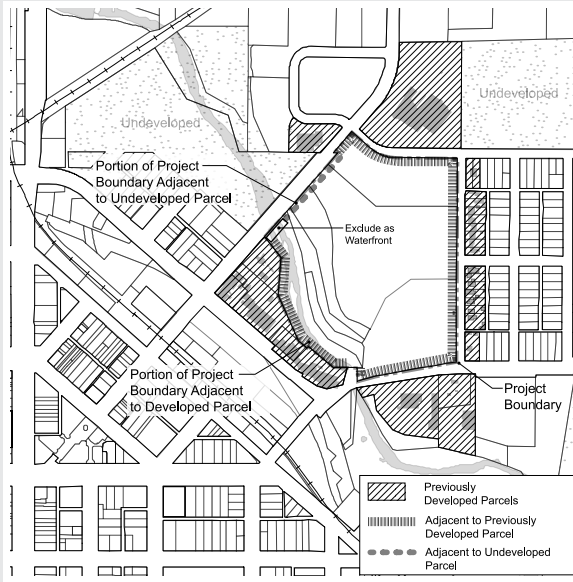 Undeveloped
Undeveloped
Portion of Project
Boundary Adjacent
to Undeveloped Parcel
Exclude as
Waterfront
Portion of Project
Boundary Adjacent
to Developed Parcel
Project
Boundary
Previously
Developed Parcels
Adjacent to Previously
Developed Parcel
Adjacent to Undeveloped
Parcel